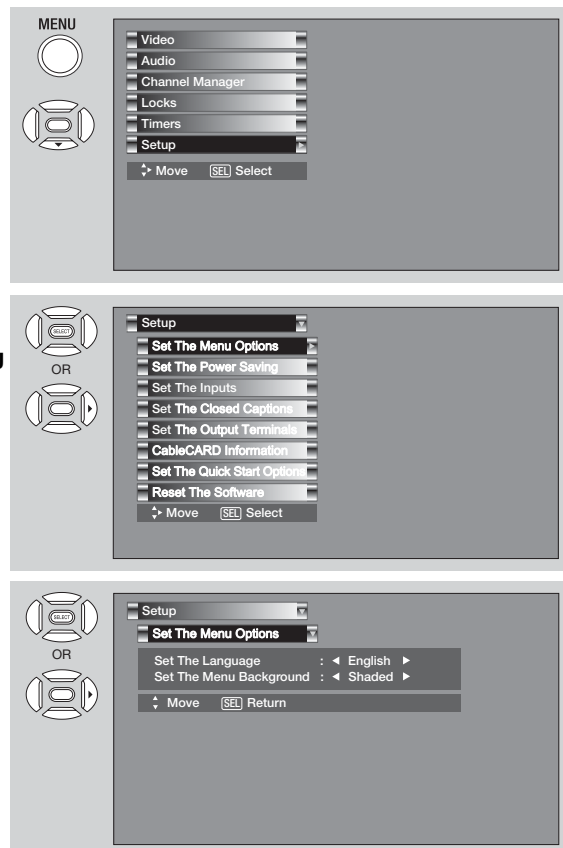 MENU
Video
Audio
Channel Manager
Locks
Timers
Setup
Move SEL Select
SELECT
OR
Setup
Set The Menu Options
Set The Power Saving
Set The Inputs
Set The Closed Captions
Set The Output Terminals
CableCARD Information
Set The Quick Start Options
Reset The Software
Move SEL Select
SELECT
OR
Setup
Set The Menu Options
Set The Language : ◀ English ▶
Set The Menu Background : ◀ Shaded ▶
Move SEL Return